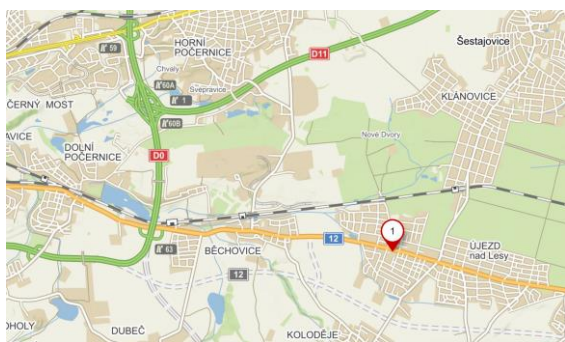 HORNÍ
POČERNICE
59
Chvaly
Svépravice
60A
1
60B
D11
Šestajovice
KLÁNOVICE
ČERNÝ MOST
AVICE
DOLNÍ
POČERNICE
D0
Nové Dvory
1
12
63
BĚCHOVICE
12
ÚJEZD
nad Lesy
DUBEČ
KOLODĚJE
OHOLY